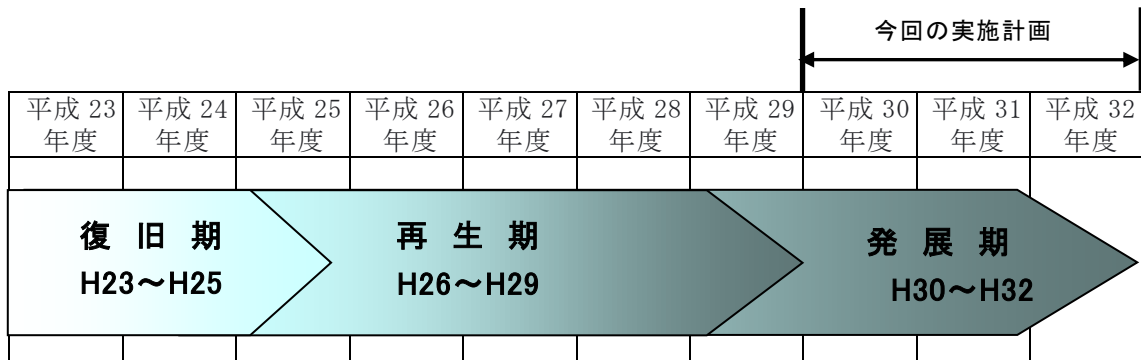 今回の実施計画
平成 23 年度
平成 24 年度
平成 25 年度
平成 26 年度
平成 27 年度
平成 28 年度
平成 29 年度
平成 30 年度
平成 31 年度
平成 32 年度
復 旧 期
H23～H25
再 生 期
H26～H29
発 展 期
H30～H32